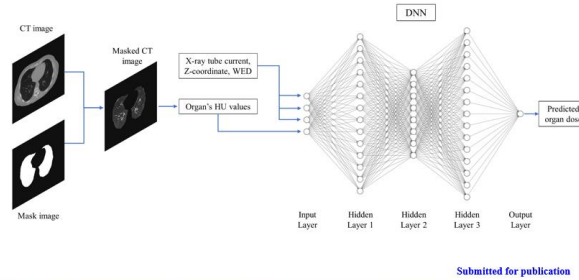 CT image
DNN
Masked CT
image
X-ray tube current,
Z-coordinate, WED
Organ's HU values
Predicted
organ dose
Mask image
Input
Layer
Hidden
Layer 1
Hidden
Layer 2
Hidden
Layer 3
Output
Layer
Submitted for publication